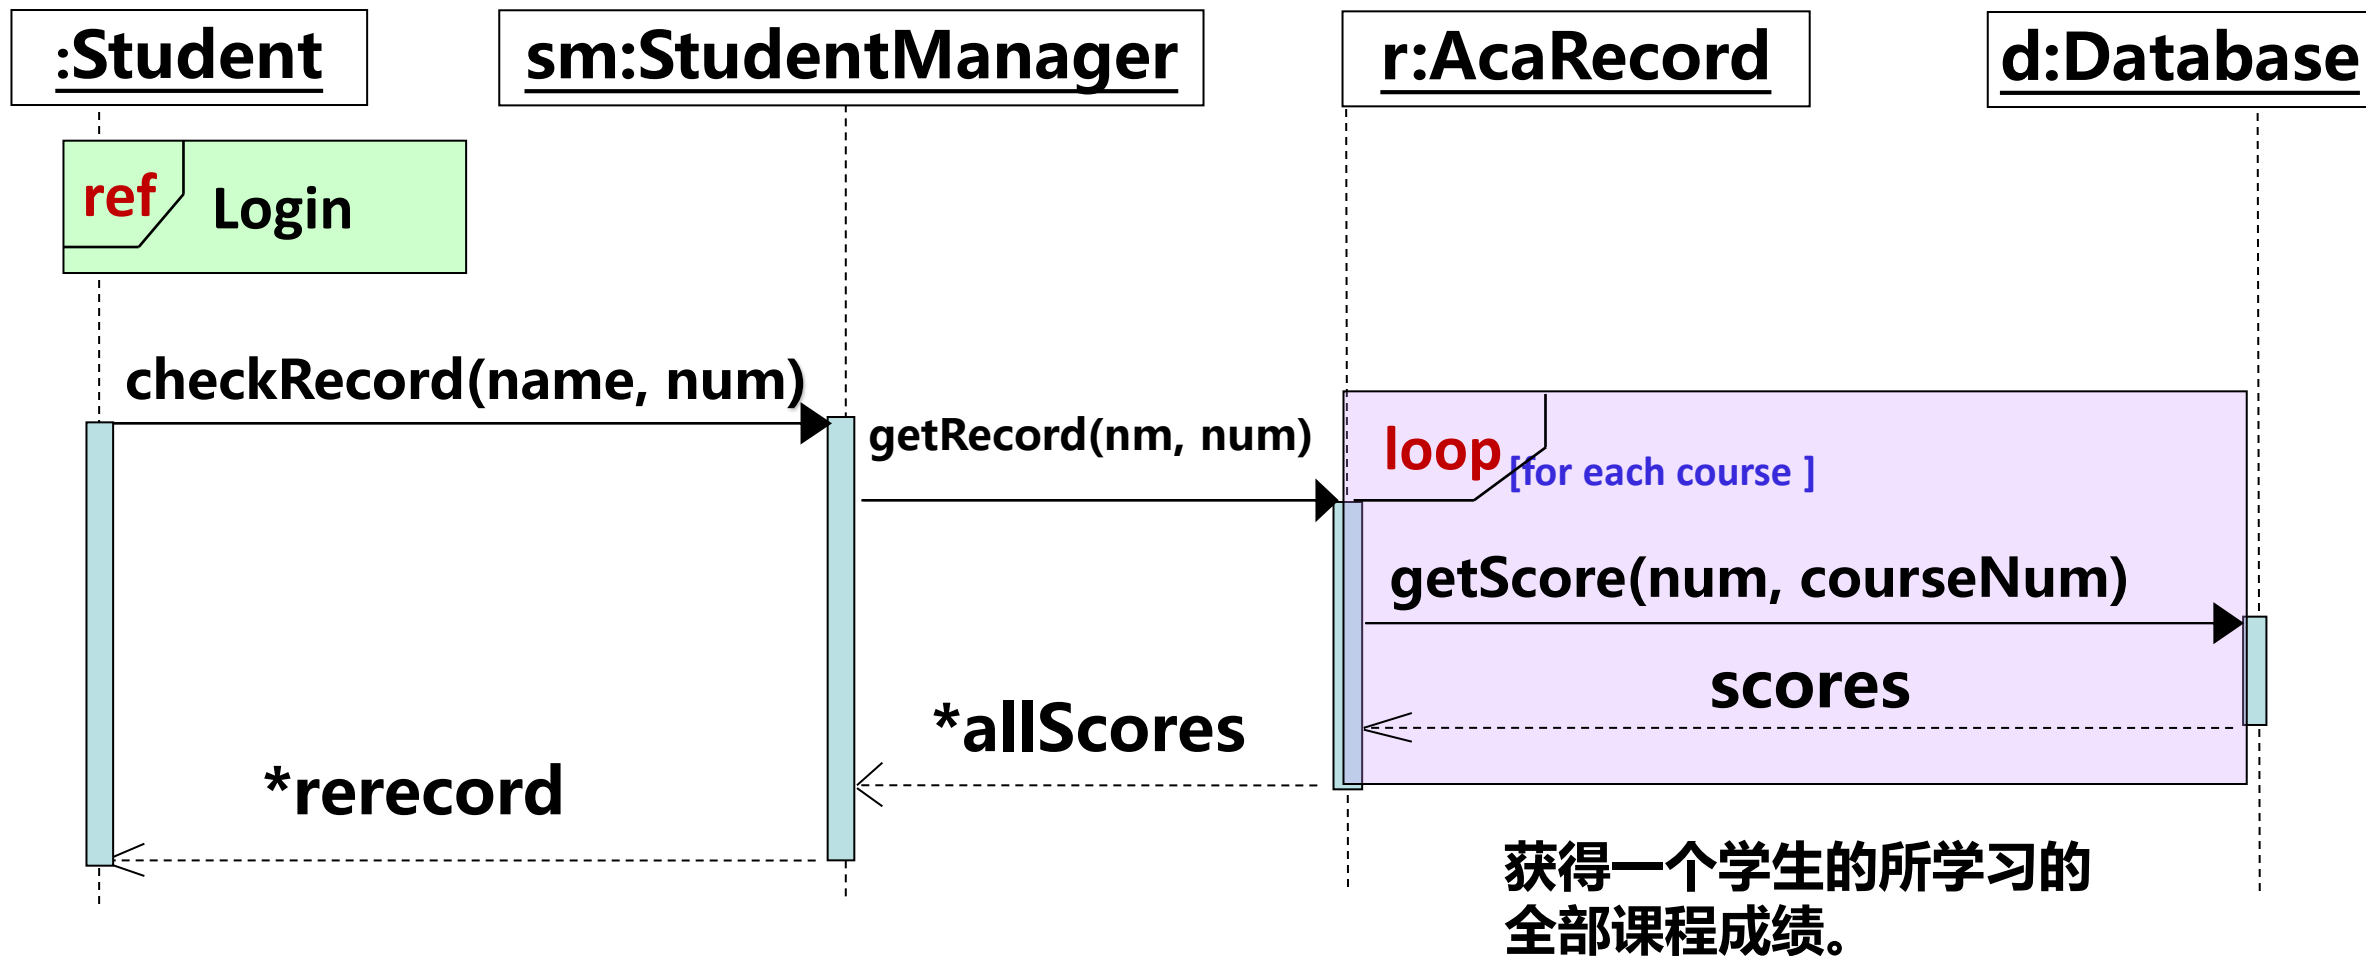 :Student
sm:StudentManager
r:AcaRecord
d:Database
ref
Login
checkRecord(name, num)
getRecord(nm, num)
loop
[for each course ]
getScore(num, courseNum)
scores
*allScores
*rerecord
获得一个学生的所学习的
全部课程成绩。